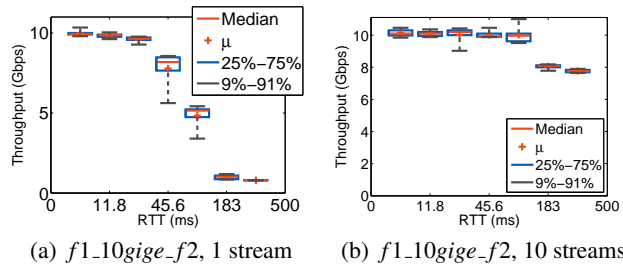 Throughput (Gbps)
10
5
0
0
11.8
45.6
183
500
RTT (ms)
Median
μ
25%−75%
9%−91%
(a) f1_10gige_f2, 1 stream
Throughput (Gbps)
10
8
6
4
2
0
0
11.8
45.6
183
500
RTT (ms)
Median
μ
25%−75%
9%−91%
(b) f1_10gige_f2, 10 streams